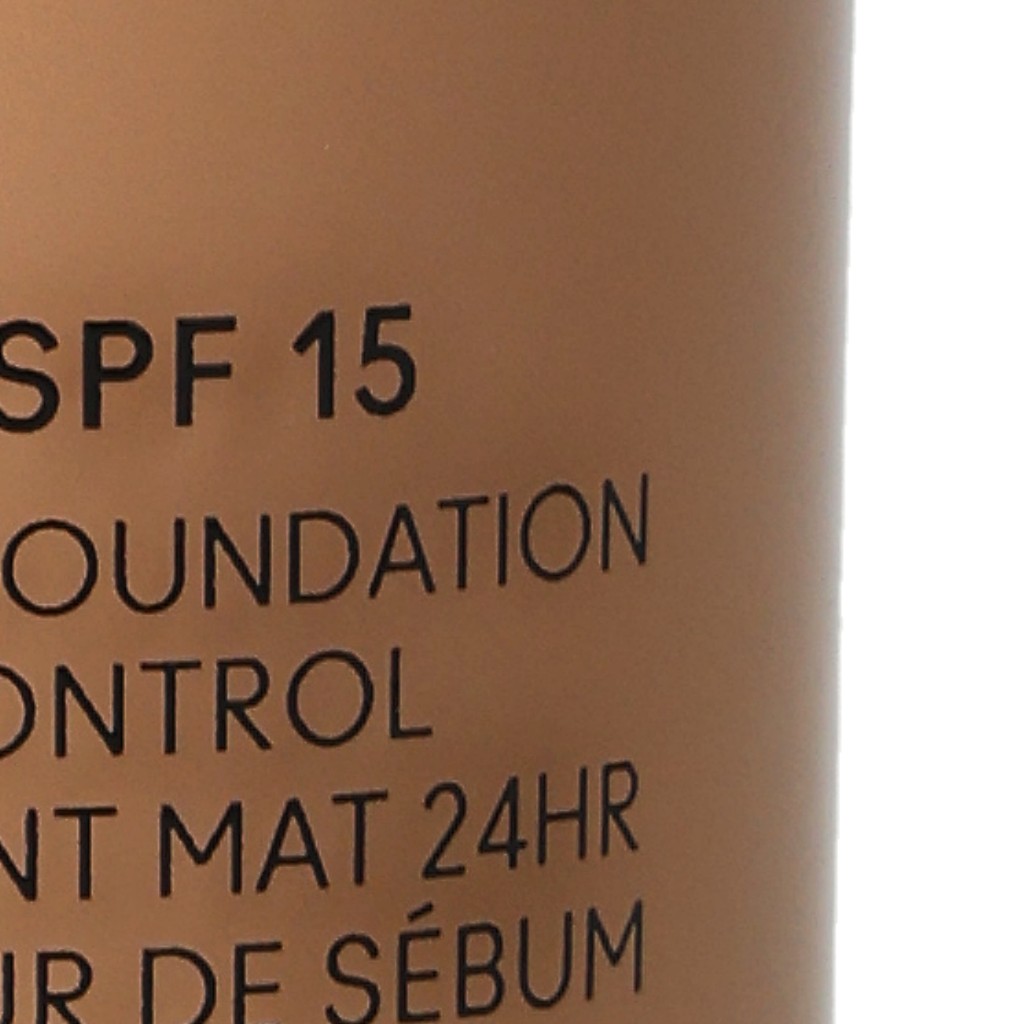 SPF 15
OUNDATION
ONTROL
NT MAT 24HR
UR DE SÉBUM